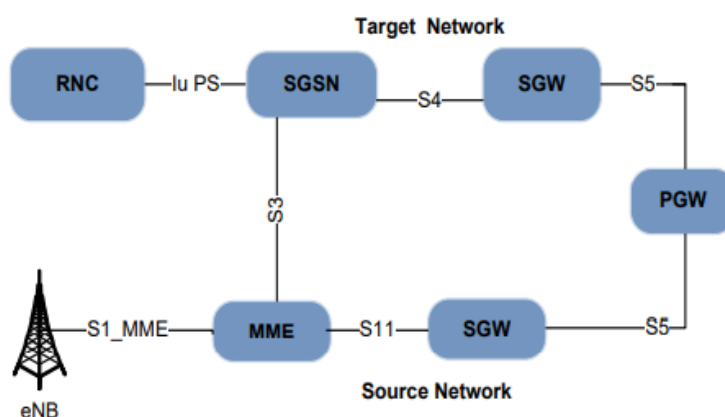 Target Network
RNC
Iu PS
SGSN
S4
SGW
S5
PGW
S3
S1_MME
MME
S11
SGW
S5
eNB
Source Network